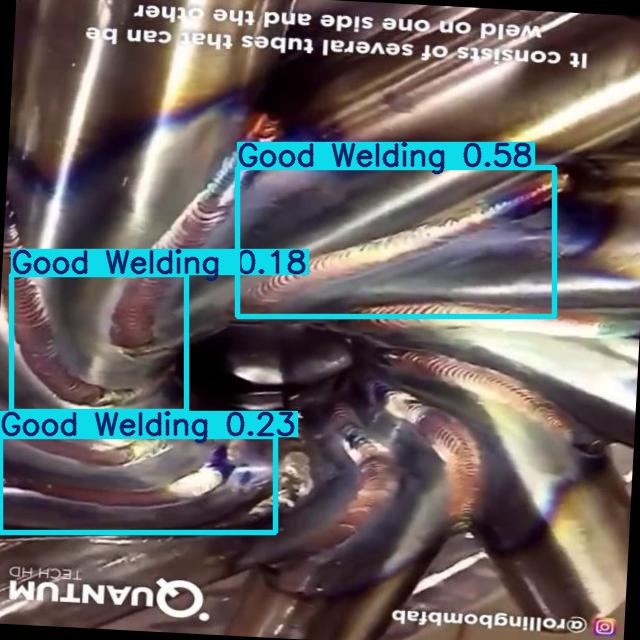 It consists of several tubes that can be
weld on one side and the other
Good Welding 0.58
Good Welding 0.18
Good Welding 0.23
QUANTUM
TECH HD
@rollingbombfab